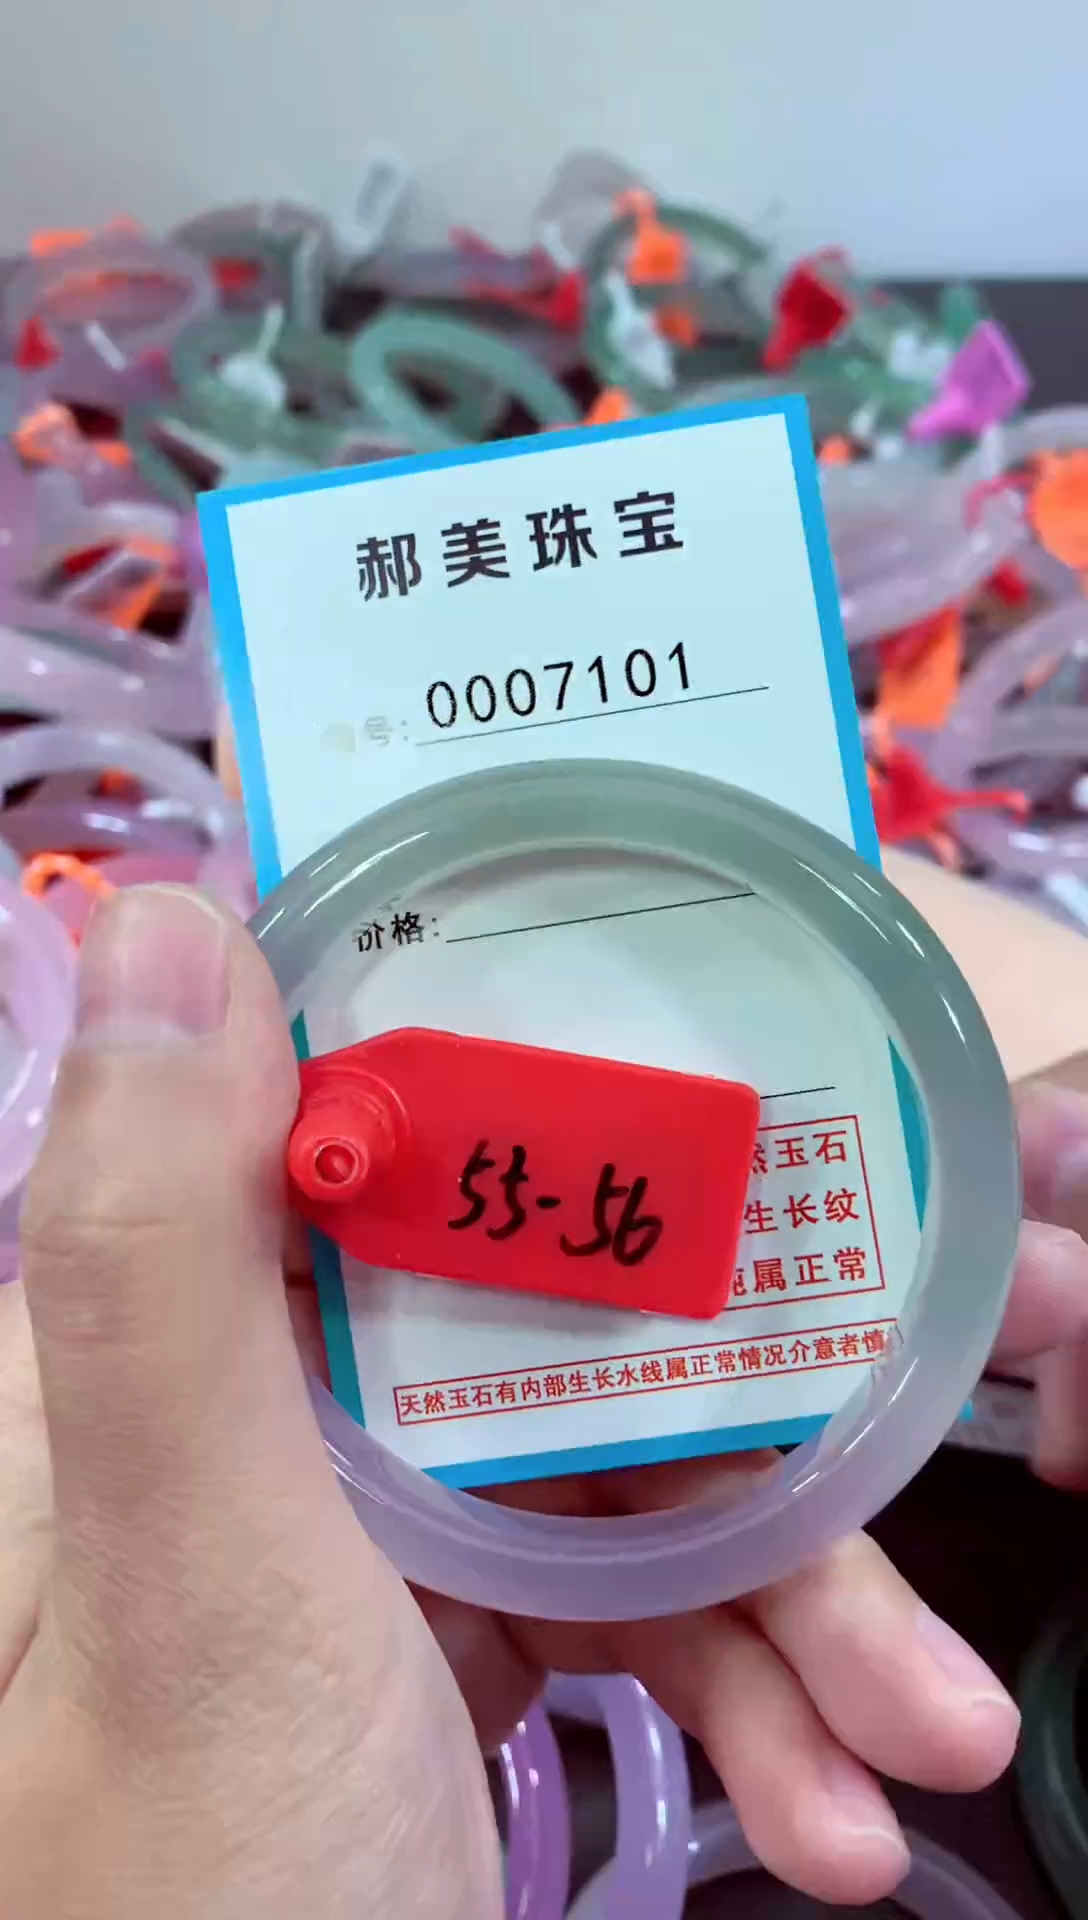 郝美珠宝
号: 0007101
价格:
55-56
然玉石
生长纹
纯属正常
天然玉石有内部生长水线属正常情况介意者慎